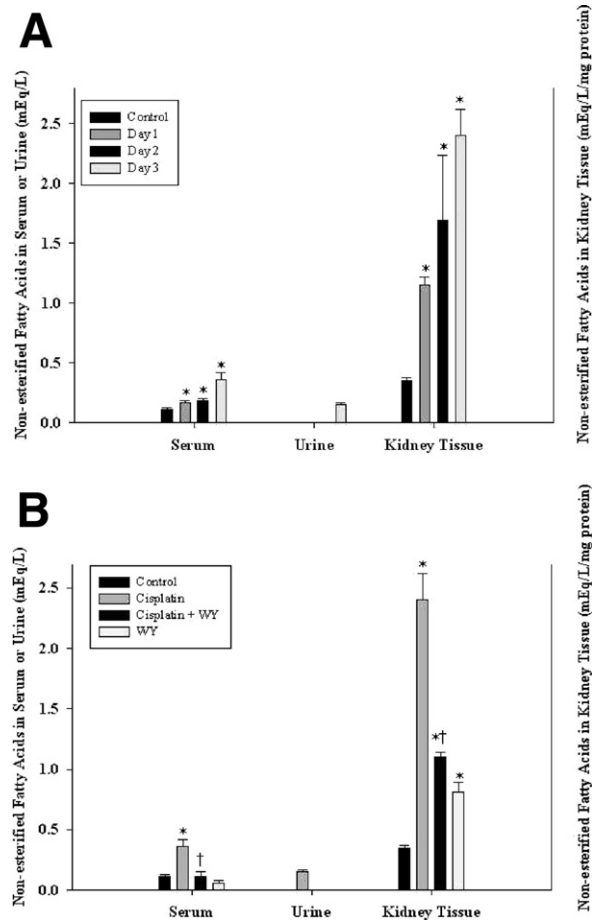 A
Non-esterified Fatty Acids in Serum or Urine (mEq/L)
Non-esterified Fatty Acids in Kidney Tissue (mEq/L/mg protein)
Control
Day1
Day2
Day3
2.5
2.0
1.5
1.0
0.5
0.0
* * *
* * *
Serum Urine Kidney Tissue
B
Non-esterified Fatty Acids in Serum or Urine (mEq/L)
Non-esterified Fatty Acids in Kidney Tissue (mEq/L/mg protein)
Control
Cisplatin
Cisplatin + WY
WY
2.5
2.0
1.5
1.0
0.5
0.0
* †
* *† *
Serum Urine Kidney Tissue